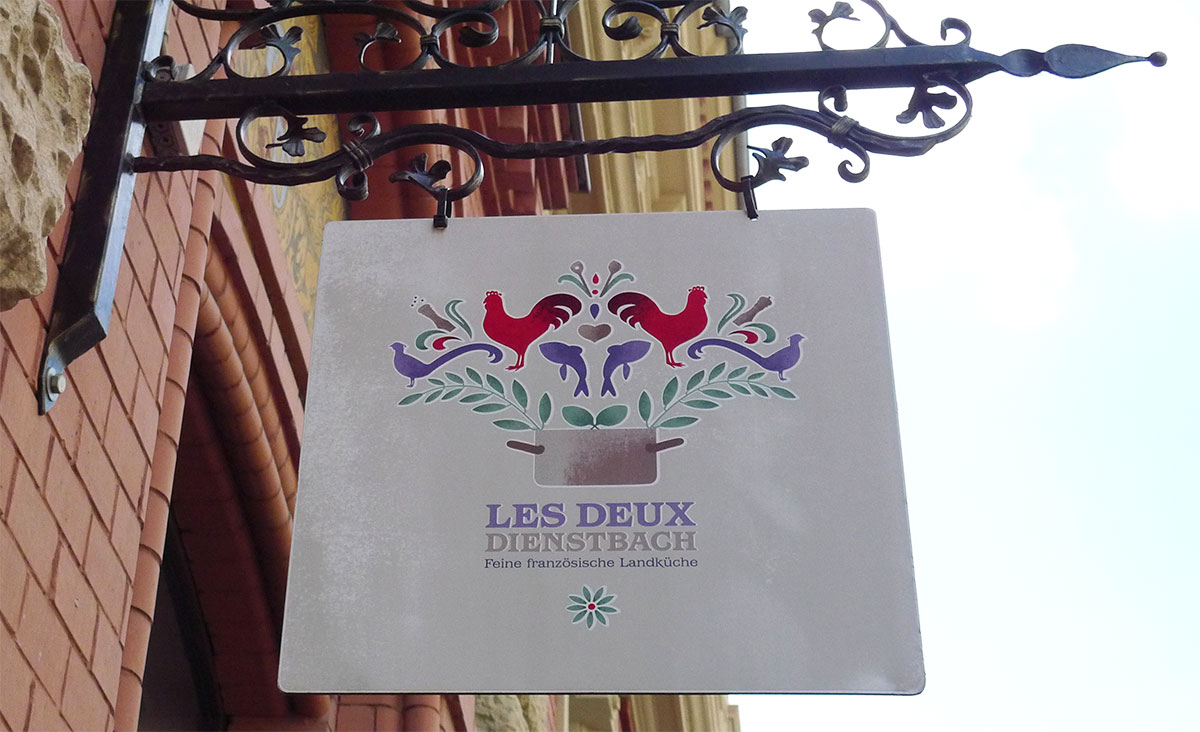 LES DEUX
DIENSTBACH
Feine französische Landküche